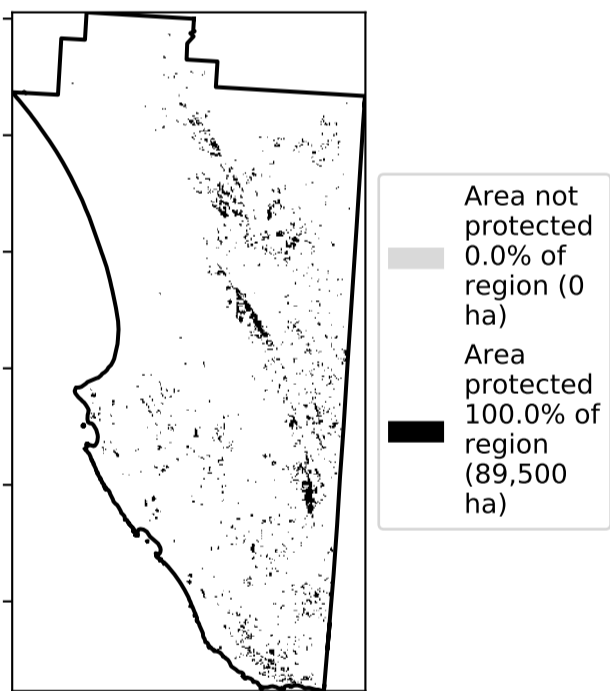 Area not
protected
0.0% of
region (0
ha)
Area
protected
100.0% of
region
(89,500
ha)